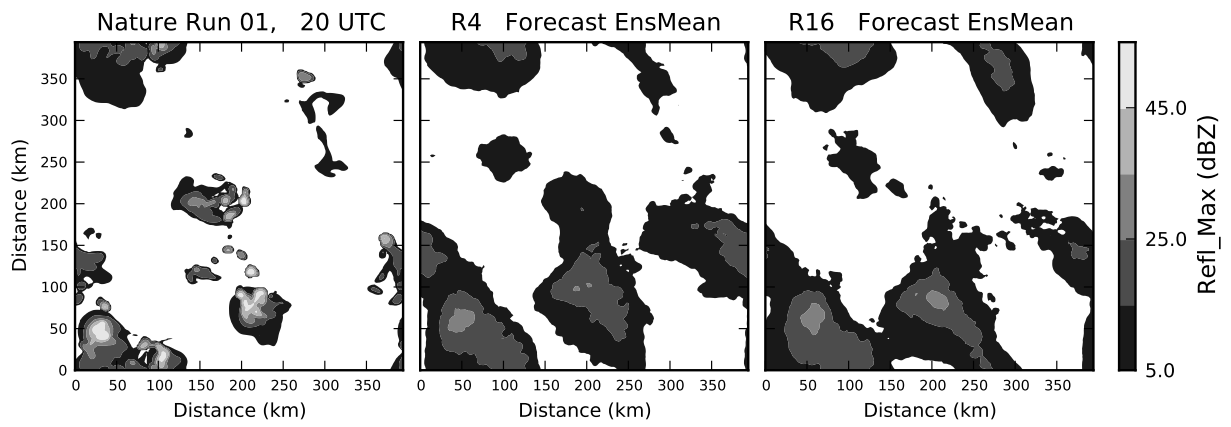 Nature Run 01,   20 UTC
R4   Forecast EnsMean
R16   Forecast EnsMean
Distance (km)
350
300
250
200
150
100
50
0
0 50 100 150 200 250 300 350
Distance (km)
0 50 100 150 200 250 300 350
Distance (km)
0 50 100 150 200 250 300 350
Distance (km)
45.0
25.0
5.0
Refl_Max (dBZ)